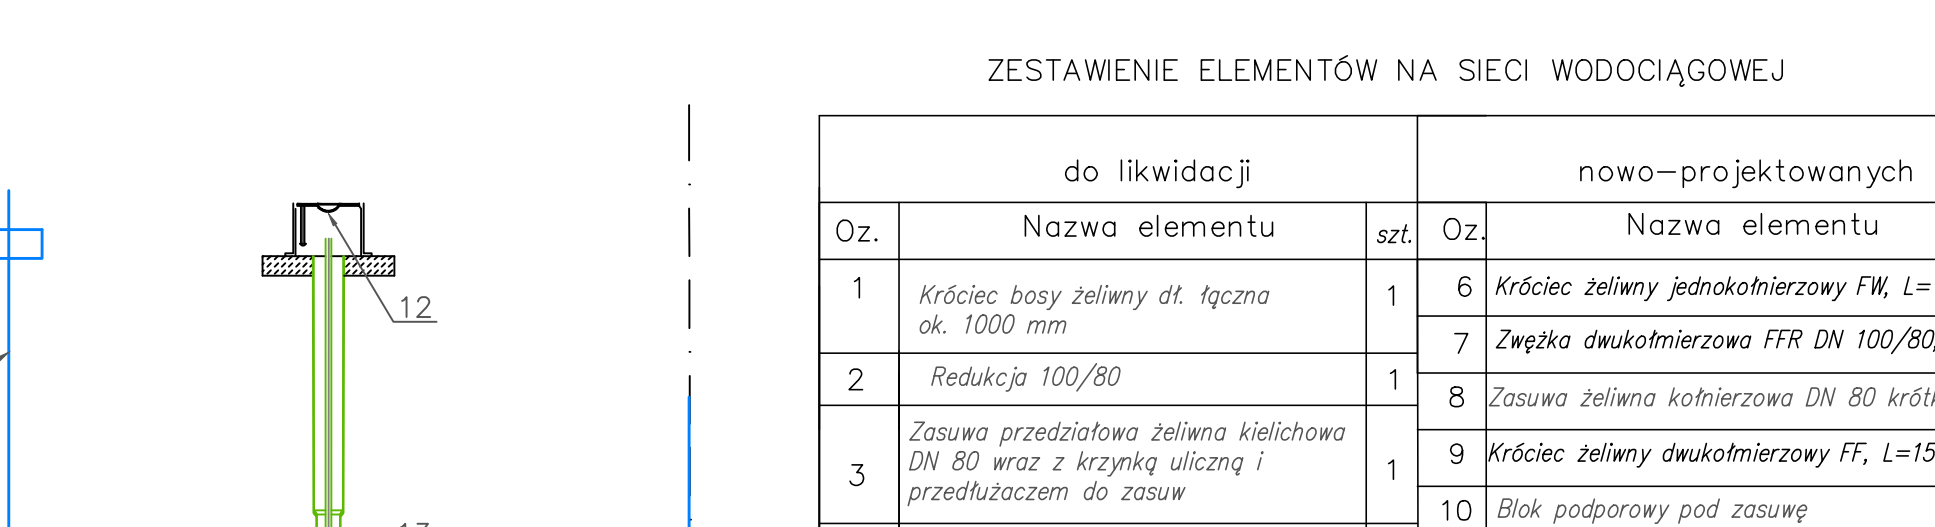 ZESTAWIENIE ELEMENTÓW NA SIECI WODOCIĄGOWEJ
do likwidacji
nowo-projektowanych
Oz.
Nazwa elementu
szt.
Oz.
Nazwa elementu
1
Króciec bosy żeliwny dł. łączna
ok. 1000 mm
1
2
Redukcja 100/80
1
3
Zasuwa przedziałowa żeliwna kielichowa
DN 80 wraz z krzynką uliczną i
przedłużaczem do zasuw
1
6
Króciec żeliwny jednokołnierzowy FW, L=
7
Zwężka dwukołmierzowa FFR DN 100/80,
8
Zasuwa żeliwna kołnierzowa DN 80
9
Króciec żeliwny dwukołmierzowy FF, L=15
10
Blok podporowy pod zasuwę
12